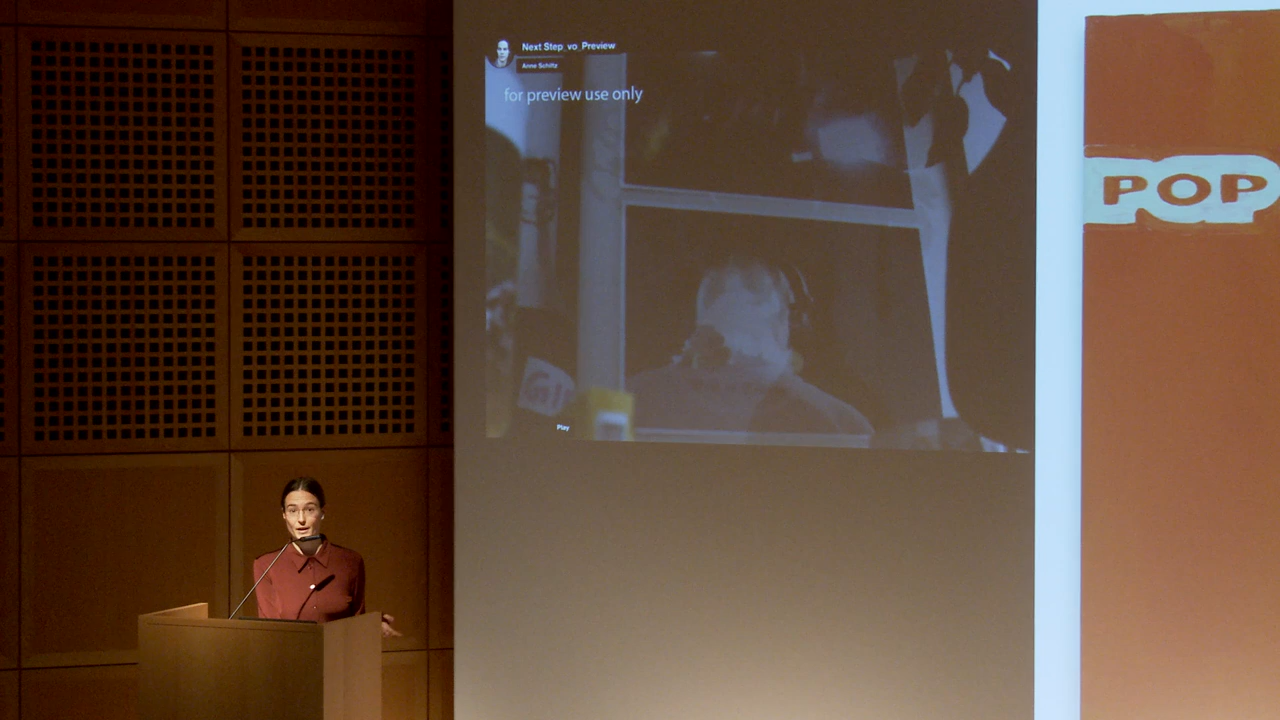 Next Step_vo_Preview
Anne Schiltz
for preview use only
Play
POP